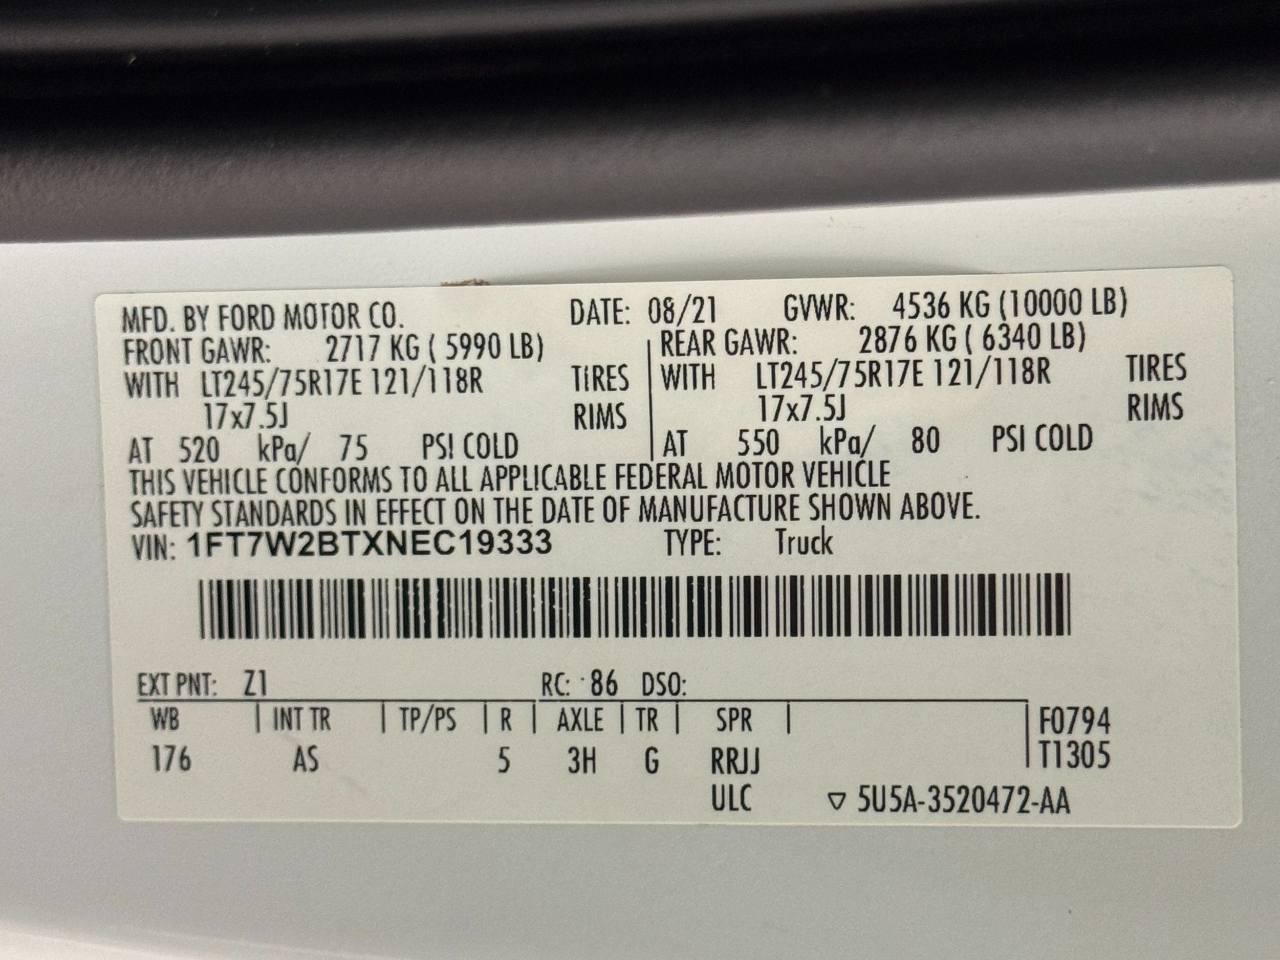 MFD. BY FORD MOTOR CO. DATE: 08/21 GVWR: 4536 KG (10000 LB)
FRONT GAWR: 2717 KG ( 5990 LB) REAR GAWR: 2876 KG ( 6340 LB)
WITH LT245/75R17E 121/118R TIRES WITH LT245/75R17E 121/118R TIRES
17x7.5J RIMS 17x7.5J RIMS
AT 520 kPa/ 75 PSI COLD AT 550 kPa/ 80 PSI COLD
THIS VEHICLE CONFORMS TO ALL APPLICABLE FEDERAL MOTOR VEHICLE
SAFETY STANDARDS IN EFFECT ON THE DATE OF MANUFACTURE SHOWN ABOVE.
VIN: 1FT7W2BTXNEC19333 TYPE: Truck
EXT PNT: Z1 RC: 86 DSO:
WB | INT TR | TP/PS | R | AXLE | TR | SPR | F0794
176 AS 5 3H G RRJJ T1305
ULC ▽ 5U5A-3520472-AA